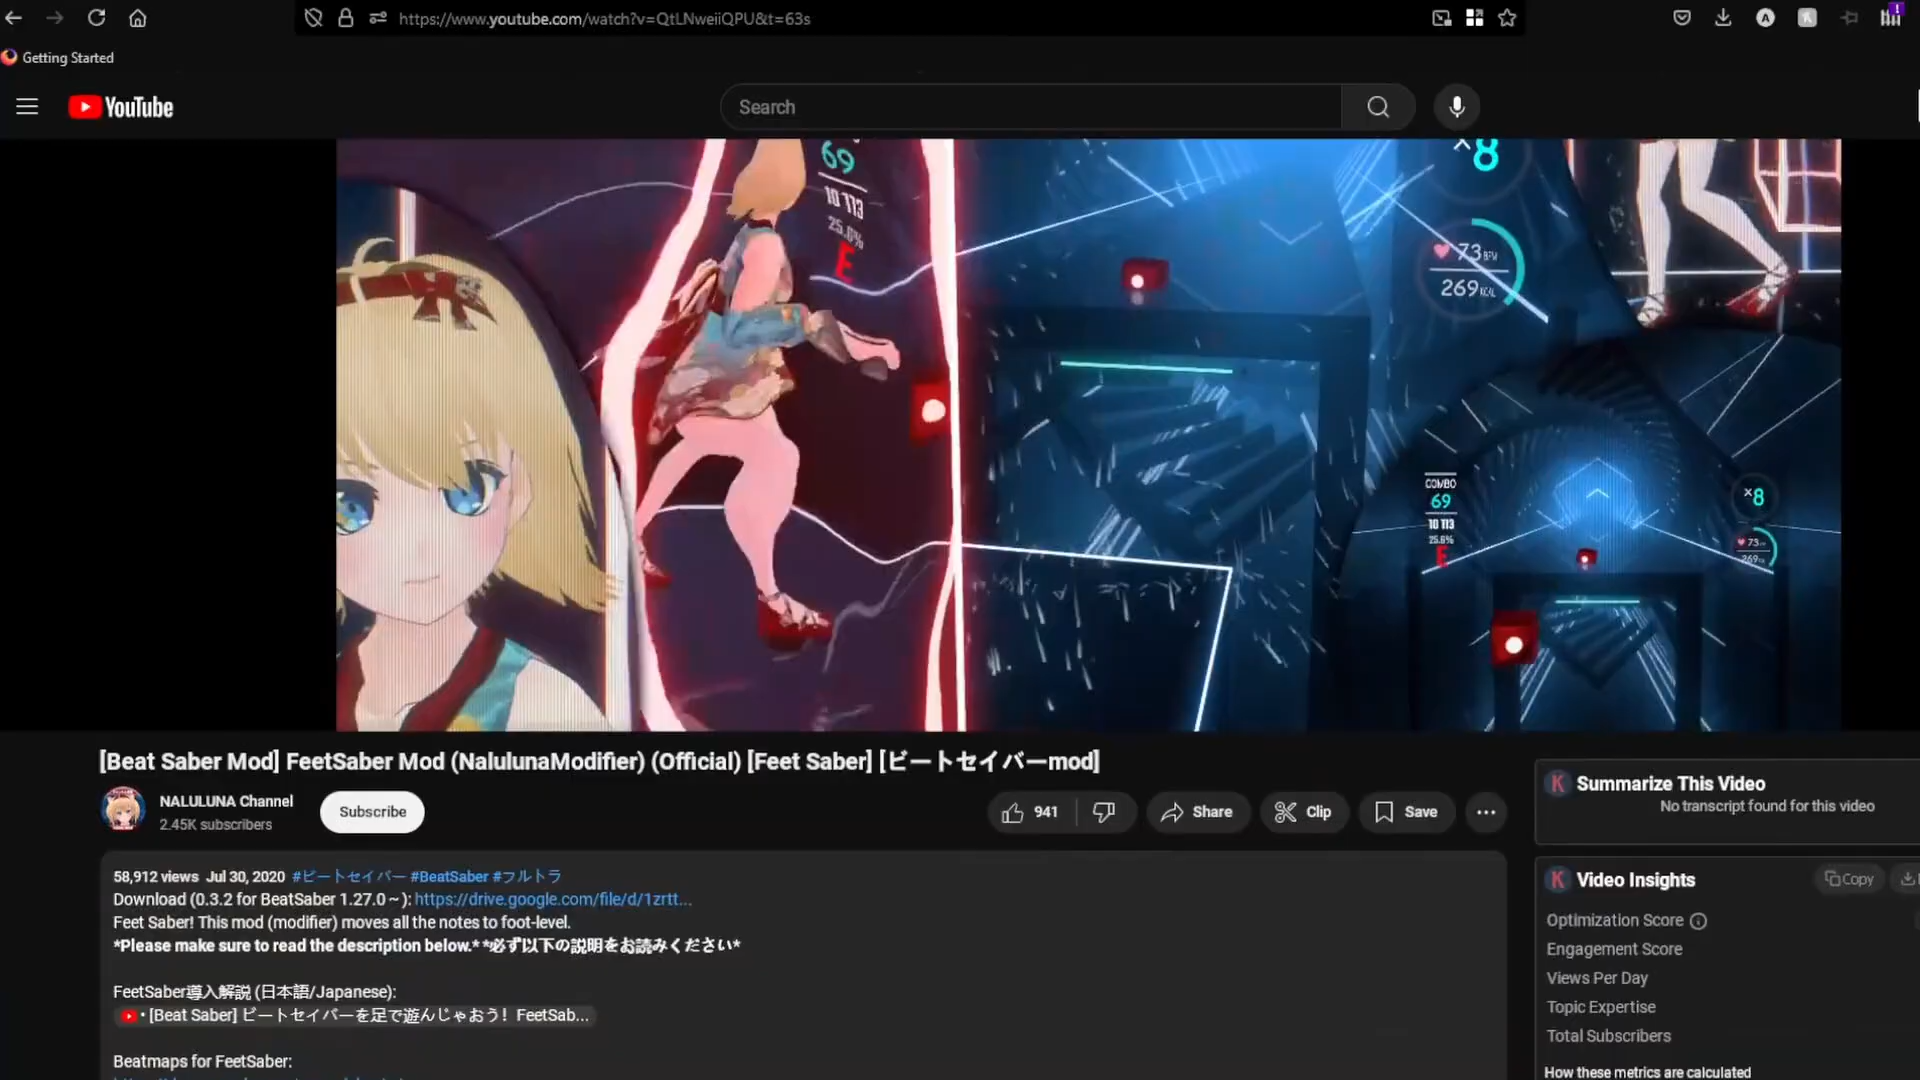 https://www.youtube.com/watch?v=QtLNweiiQPU&t=63s
Getting Started
YouTube
Search
69
10 113
25.6%
E
×8
73 BPM
269 KCAL
COMBO
69
10 113
25.6%
E
×8
73
269
[Beat Saber Mod] FeetSaber Mod (NalulunaModifier) (Official) [Feet Saber] [ビートセイバーmod]
NALULUNA Channel
2.45K subscribers
Subscribe
941
Share
Clip
Save
58,912 views Jul 30, 2020 #ビートセイバー #BeatSaber #フルトラ
Download (0.3.2 for BeatSaber 1.27.0 ~ ): https://drive.google.com/file/d/1zrtt...
Feet Saber! This mod (modifier) moves all the notes to foot-level.
*Please make sure to read the description below.* *必ず以下の説明をお読みください*
FeetSaber導入解説 (日本語/Japanese):
• [Beat Saber] ビートセイバーを足で遊んじゃおう！ FeetSab...
Beatmaps for FeetSaber:
K Summarize This Video
No transcript found for this video
K Video Insights
Copy
Optimization Score
Engagement Score
Views Per Day
Topic Expertise
Total Subscribers
How these metrics are calculated